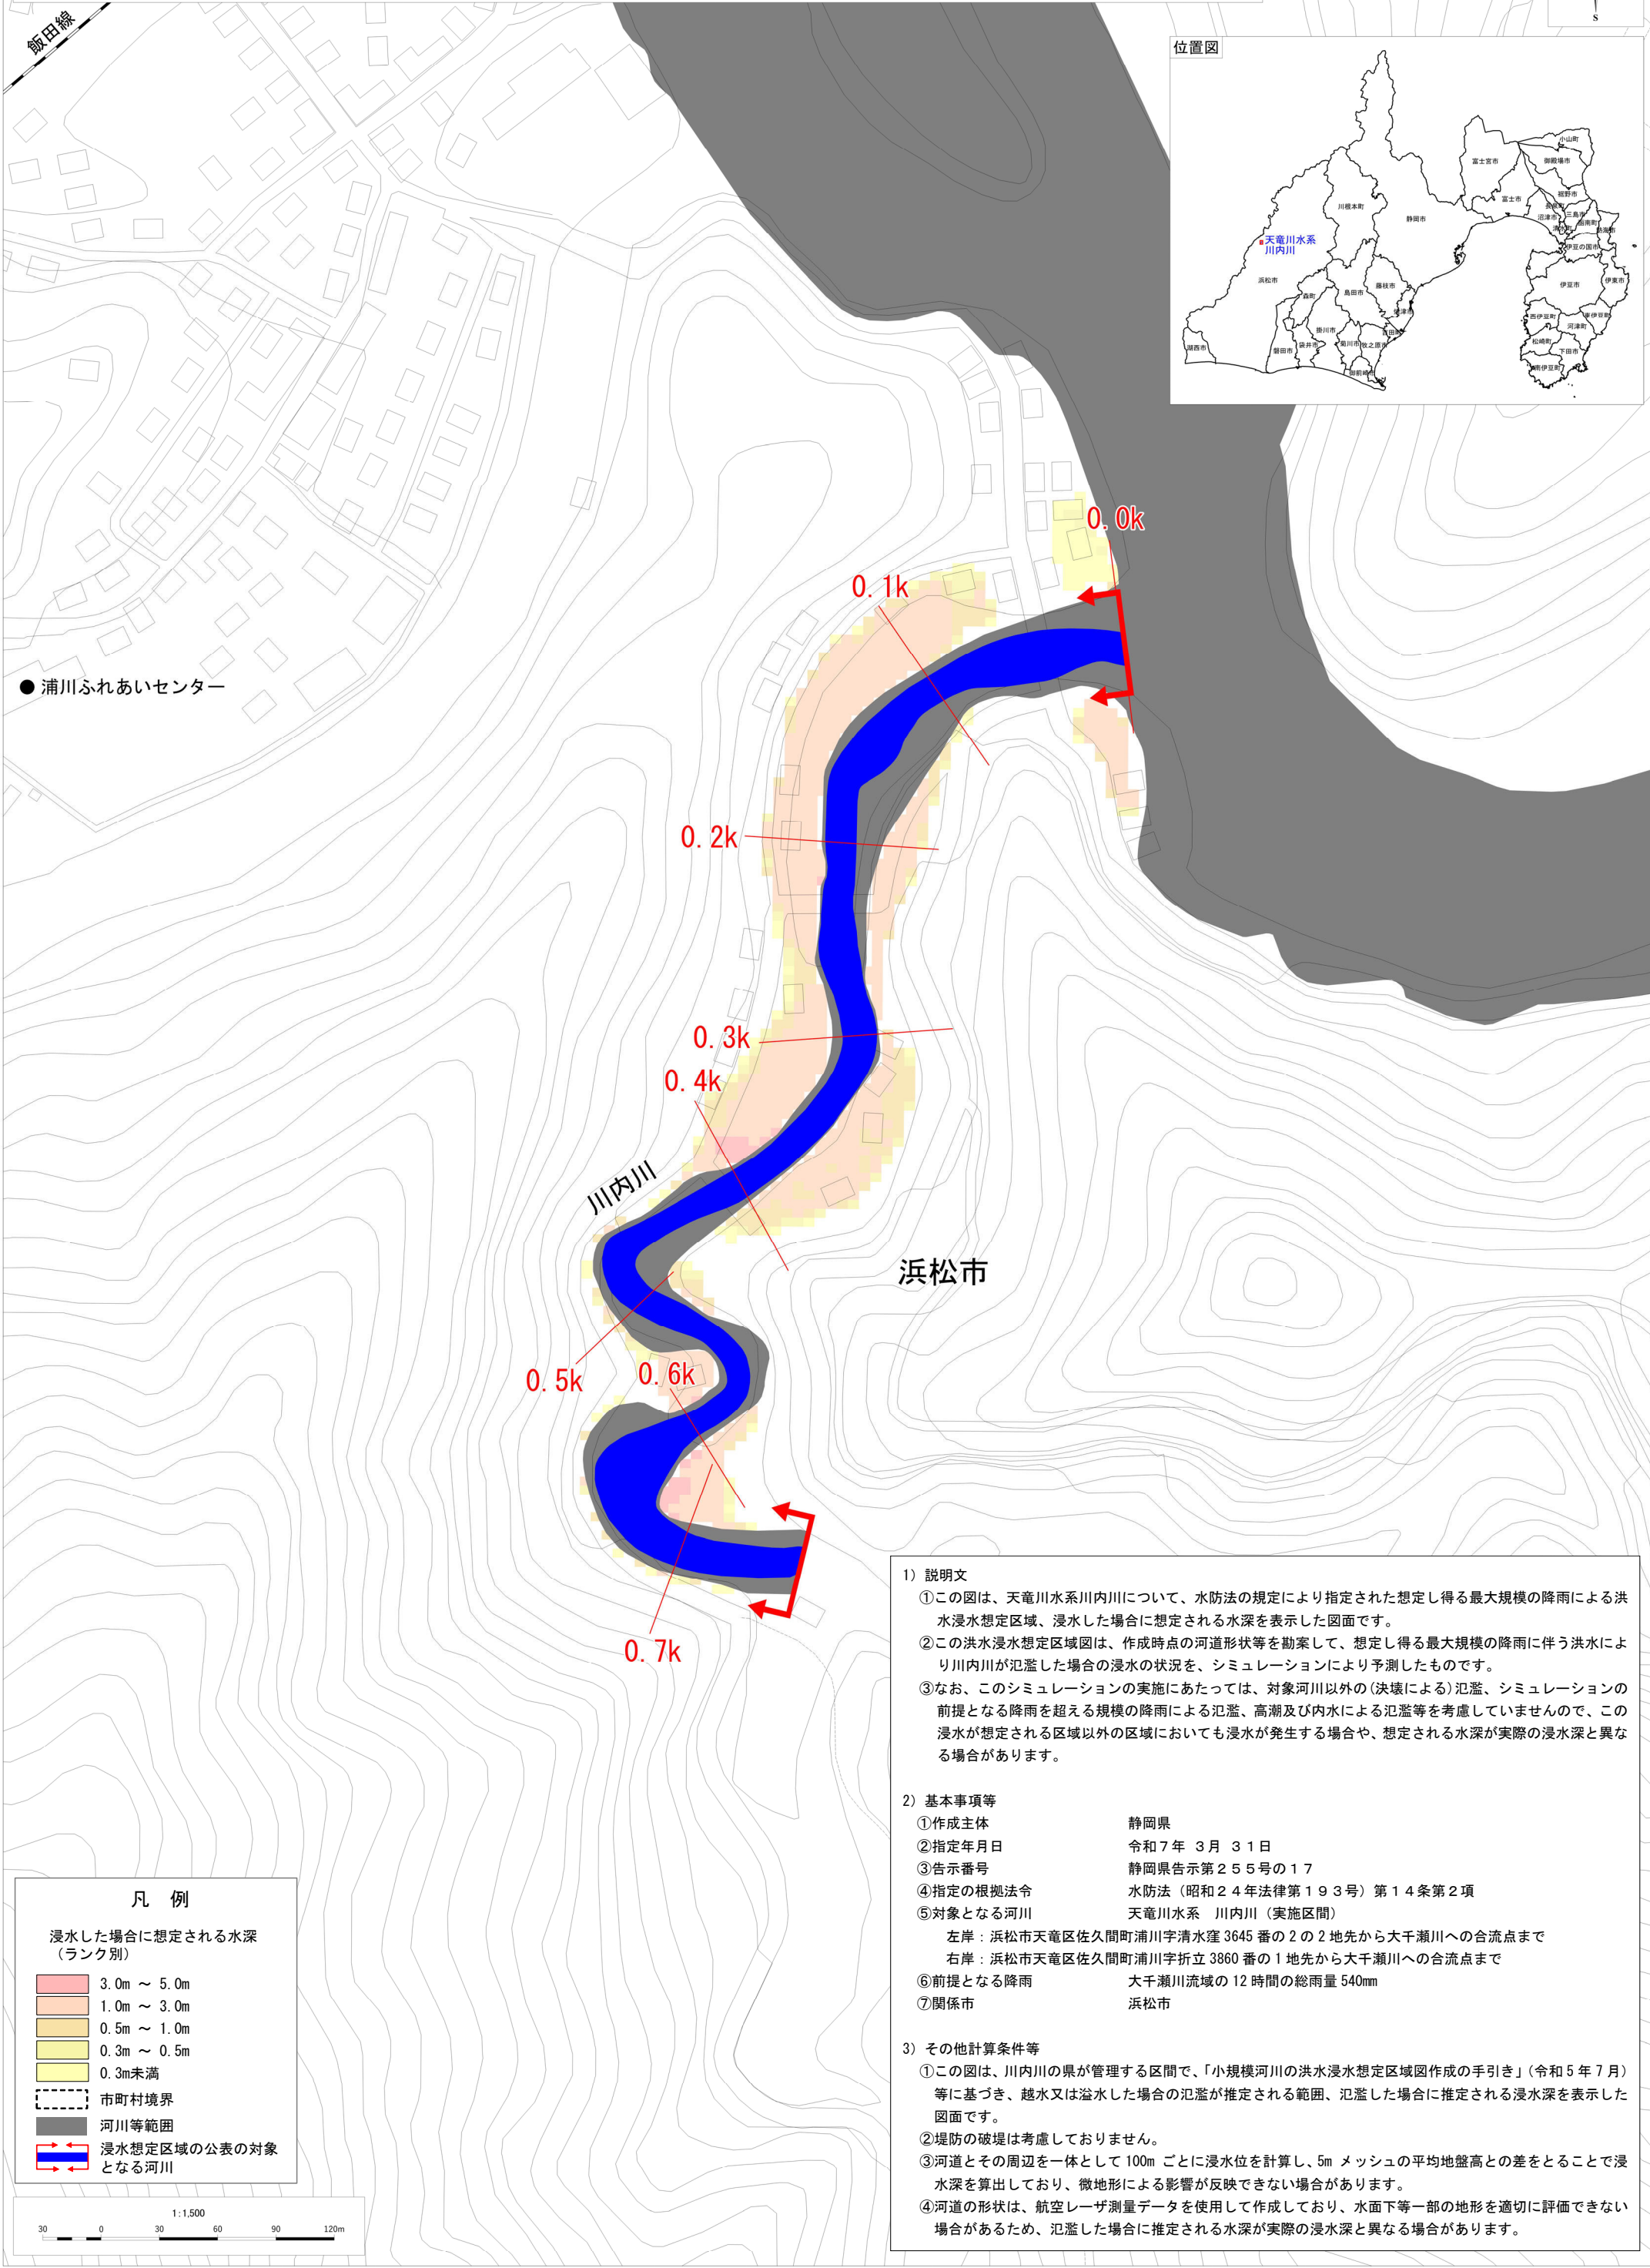 飯田線
S
位置図
小山町
富士宮市
御殿場市
裾野市
富士市
長泉町
川根本町
沼津市
三島市
静岡市
函南町
清水町
熱海市
天竜川水系
川内川
伊豆の国市
浜松市
伊豆市
伊東市
藤枝市
島田市
森町
焼津市
西伊豆町
東伊豆町
河津町
掛川市
吉田町
松崎町
湖西市
磐田市
袋井市
菊川市
牧之原市
下田市
御前崎市
南伊豆町
0.0k
0.1k
●浦川ふれあいセンター
0.2k
0.3k
0.4k
川内川
浜松市
0.5k
0.6k
0.7k
1) 説明文
①この図は、天竜川水系川内川について、水防法の規定により指定された想定し得る最大規模の降雨による洪
水浸水想定区域、浸水した場合に想定される水深を表示した図面です。
②この洪水浸水想定区域図は、作成時点の河道形状等を勘案して、想定し得る最大規模の降雨に伴う洪水によ
り川内川が氾濫した場合の浸水の状況を、シミュレーションにより予測したものです。
③なお、このシミュレーションの実施にあたっては、対象河川以外の(決壊による)氾濫、シミュレーションの
前提となる降雨を超える規模の降雨による氾濫、高潮及び内水による氾濫等を考慮していませんので、この
浸水が想定される区域以外の区域においても浸水が発生する場合や、想定される水深が実際の浸水深と異な
る場合があります。
2) 基本事項等
①作成主体 静岡県
②指定年月日 令和７年 ３月 ３１日
③告示番号 静岡県告示第２５５号の１７
④指定の根拠法令 水防法（昭和２４年法律第１９３号）第１４条第２項
⑤対象となる河川 天竜川水系 川内川（実施区間）
左岸：浜松市天竜区佐久間町浦川字清水窪 3645 番の 2 の 2 地先から大千瀬川への合流点まで
右岸：浜松市天竜区佐久間町浦川字折立 3860 番の 1 地先から大千瀬川への合流点まで
⑥前提となる降雨 大千瀬川流域の 12 時間の総雨量 540mm
⑦関係市 浜松市
3) その他計算条件等
①この図は、川内川の県が管理する区間で、「小規模河川の洪水浸水想定区域図作成の手引き」(令和 5 年 7 月)
等に基づき、越水又は溢水した場合の氾濫が推定される範囲、氾濫した場合に推定される浸水深を表示した
図面です。
②堤防の破堤は考慮しておりません。
③河道とその周辺を一体として 100m ごとに浸水位を計算し、5m メッシュの平均地盤高との差をとることで浸
水深を算出しており、微地形による影響が反映できない場合があります。
④河道の形状は、航空レーザ測量データを使用して作成しており、水面下等一部の地形を適切に評価できない
場合があるため、氾濫した場合に推定される水深が実際の浸水深と異なる場合があります。
凡 例
浸水した場合に想定される水深
（ランク別）
3.0m ～ 5.0m
1.0m ～ 3.0m
0.5m ～ 1.0m
0.3m ～ 0.5m
0.3m未満
市町村境界
河川等範囲
浸水想定区域の公表の対象
となる河川
1:1,500
30 0 30 60 90 120m